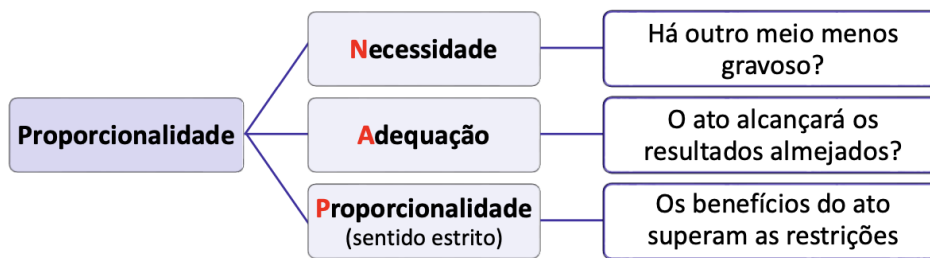 Proporcionalidade
Necessidade
Há outro meio menos
gravoso?
Adequação
O ato alcançará os
resultados almejados?
Proporcionalidade
(sentido estrito)
Os benefícios do ato
superam as restrições